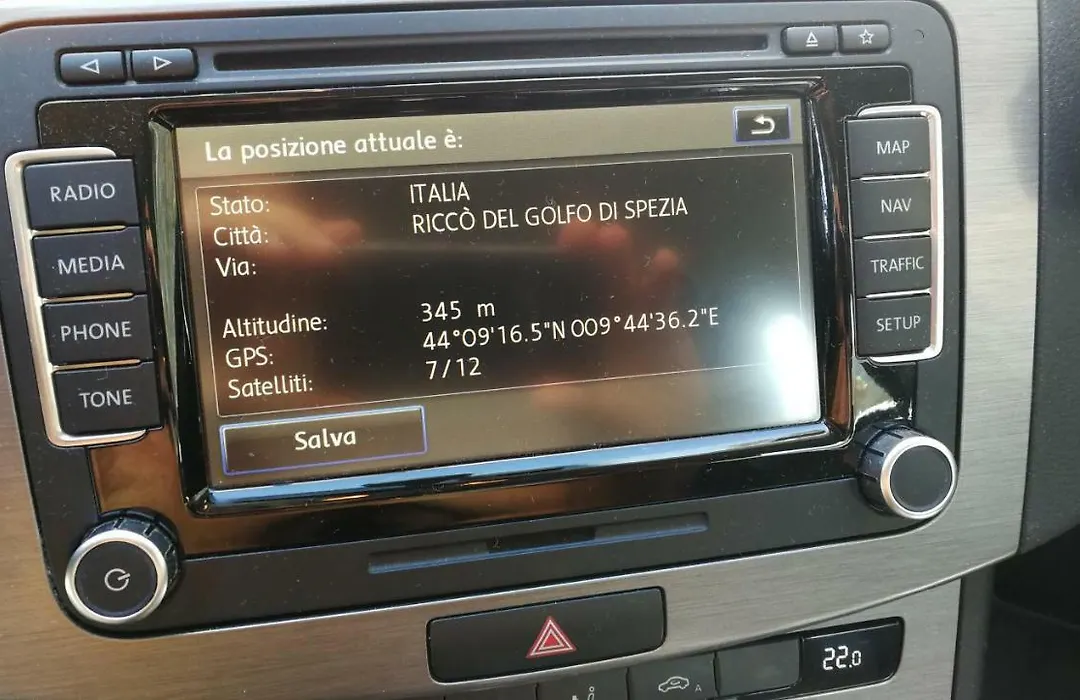 La posizione attuale è:
RADIO
MEDIA
PHONE
TONE
Stato: ITALIA
Città: RICCÒ DEL GOLFO DI SPEZIA
Via:
Altitudine: 345 m
GPS: 44°09'16.5"N 009°44'36.2"E
Satelliti: 7/12
Salva
MAP
NAV
TRAFFIC
SETUP
22.0
A